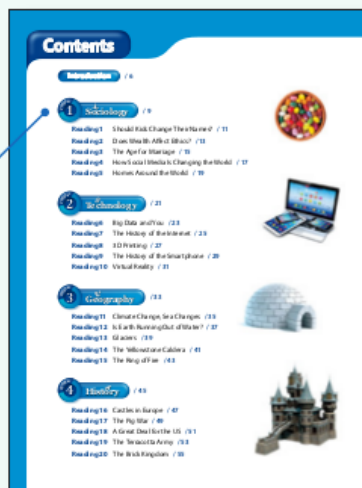 Contents
Introduction / 6
1 Sociology / 9
Reading 1 Should Kids Change Their Names? / 11
Reading 2 Does Wealth Affect Ethics? / 13
Reading 3 The Age for Marriage / 15
Reading 4 How Social Media Is Changing the World / 17
Reading 5 Homes Around the World / 19
2 Technology / 21
Reading 6 Big Data and You / 23
Reading 7 The History of the Internet / 25
Reading 8 3D Printing / 27
Reading 9 The History of the Smartphone / 29
Reading 10 Virtual Reality / 31
3 Geography / 33
Reading 11 Climate Change, Sea Changes / 35
Reading 12 Is Earth Running Out of Water? / 37
Reading 13 Glaciers / 39
Reading 14 The Yellowstone Caldera / 41
Reading 15 The Ring of Fire / 43
4 History / 45
Reading 16 Castles in Europe / 47
Reading 17 The Pig War / 49
Reading 18 A Great Deal for the US / 51
Reading 19 The Terracotta Army / 53
Reading 20 The Brick Kingdom / 55